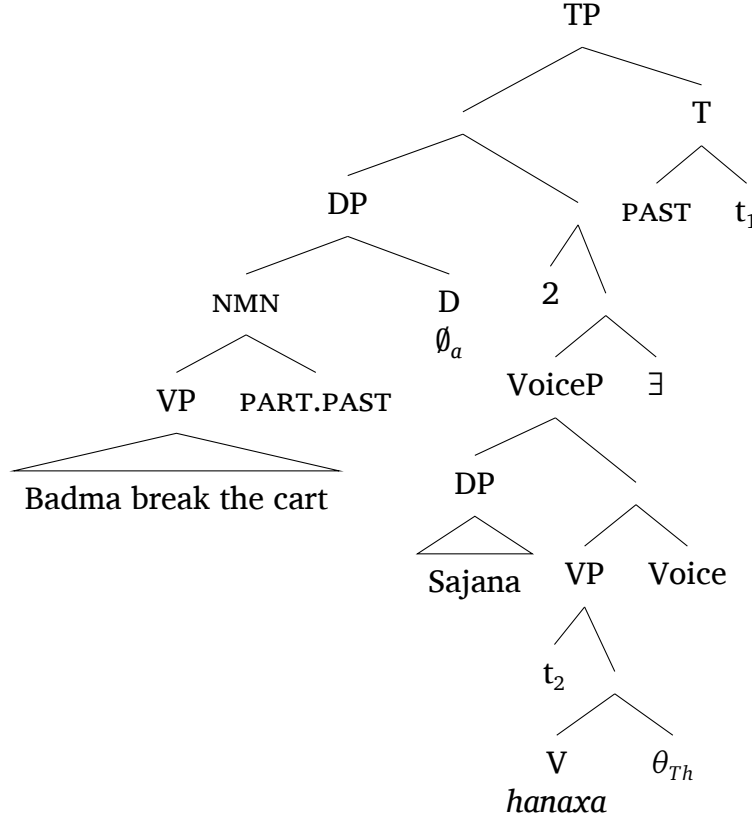 TP
T
DP
PAST t₁
NMN D 2
∅ₐ
VP PART.PAST VoiceP ∃
Badma break the cart DP
Sajana VP Voice
t₂
V θ_Th
hanaxa